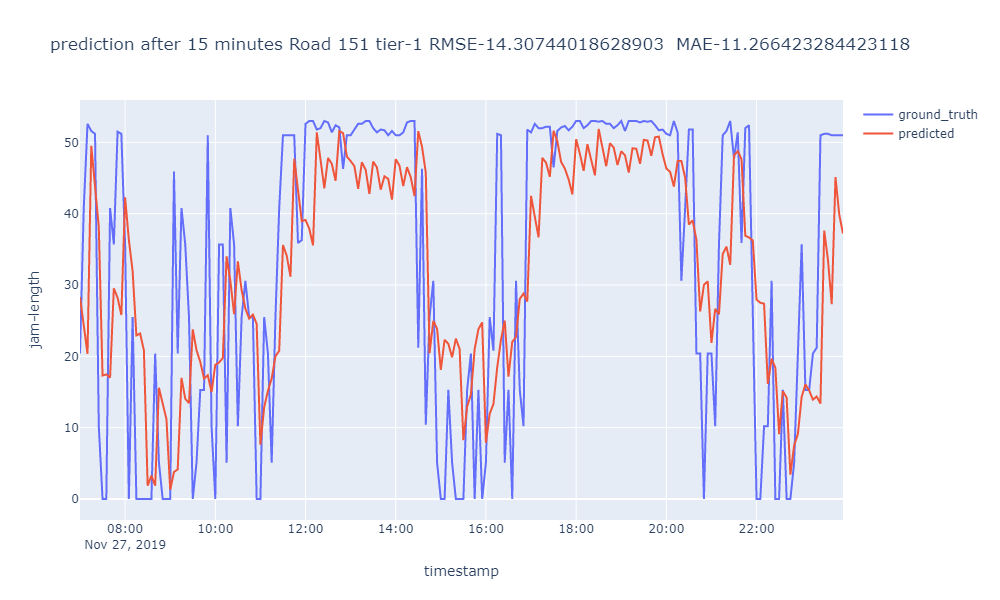 prediction after 15 minutes Road 151 tier-1 RMSE-14.30744018628903  MAE-11.266423284423118
ground_truth
predicted
50
40
30
20
10
0
jam-length
08:00 10:00 12:00 14:00 16:00 18:00 20:00 22:00
Nov 27, 2019
timestamp